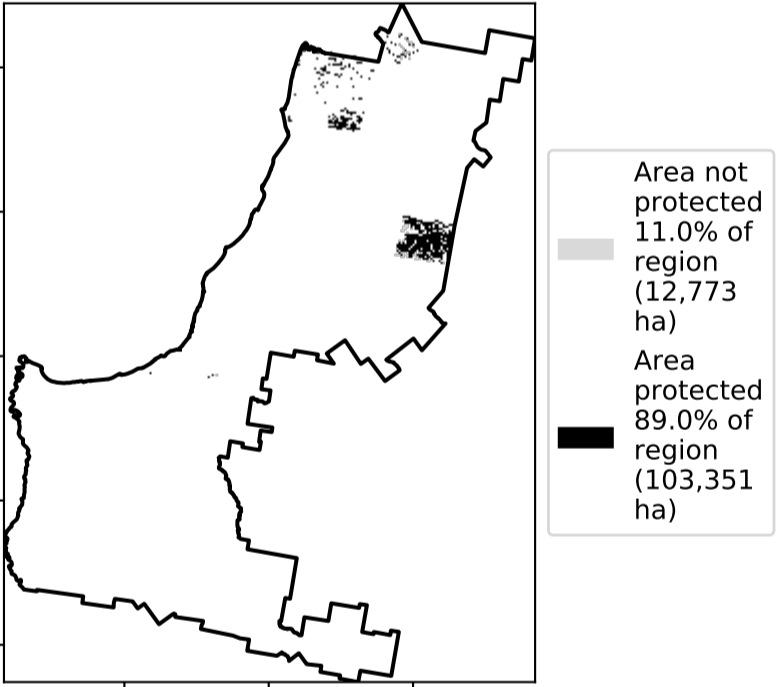 Area not
protected
11.0% of
region
(12,773
ha)
Area
protected
89.0% of
region
(103,351
ha)